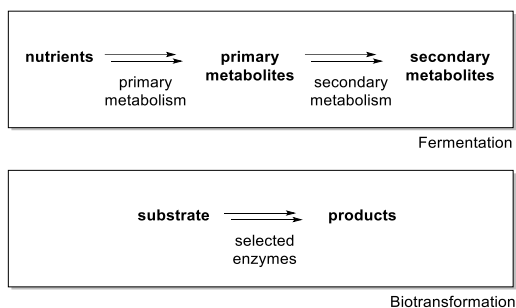 nutrients
primary
metabolism
primary
metabolites
secondary
metabolism
secondary
metabolites
Fermentation
substrate
selected
enzymes
products
Biotransformation